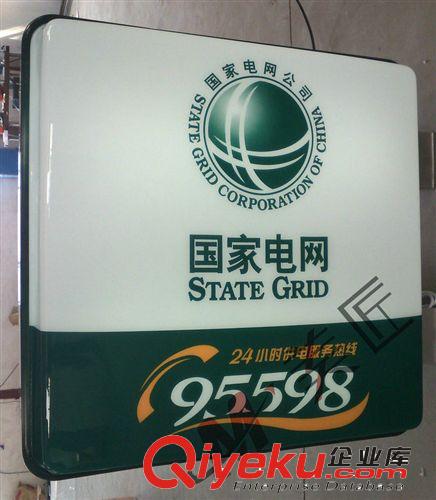 国家电网公司
STATE GRID CORPORATION OF CHINA
国家电网
STATE GRID
24小时供电服务热线
95598
Qiyeku 企业库
Enterprise Database